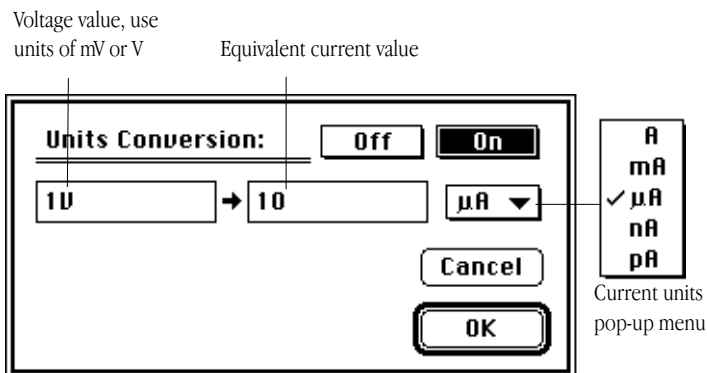 Voltage value, use
units of mV or V
Equivalent current value
Units Conversion:
Off
On
1V
10
µA
Cancel
OK
A
mA
µA
nA
pA
Current units
pop-up menu